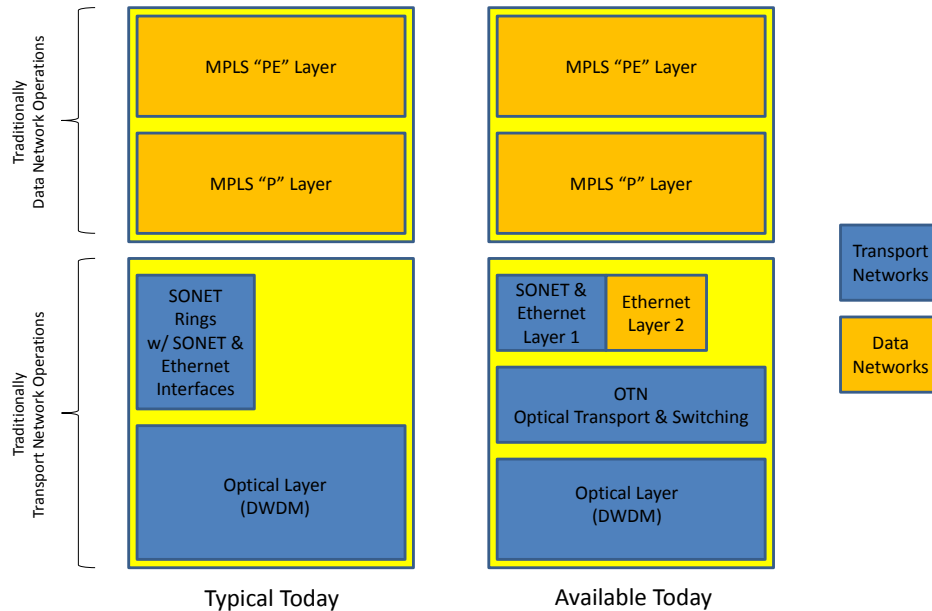 Traditionally
Data Network Operations
MPLS “PE” Layer
MPLS “P” Layer
MPLS “PE” Layer
MPLS “P” Layer
Traditionally
Transport Network Operations
SONET
Rings
w/ SONET &
Ethernet
Interfaces
Optical Layer
(DWDM)
SONET &
Ethernet
Layer 1
Ethernet
Layer 2
OTN
Optical Transport & Switching
Optical Layer
(DWDM)
Transport
Networks
Data
Networks
Typical Today
Available Today